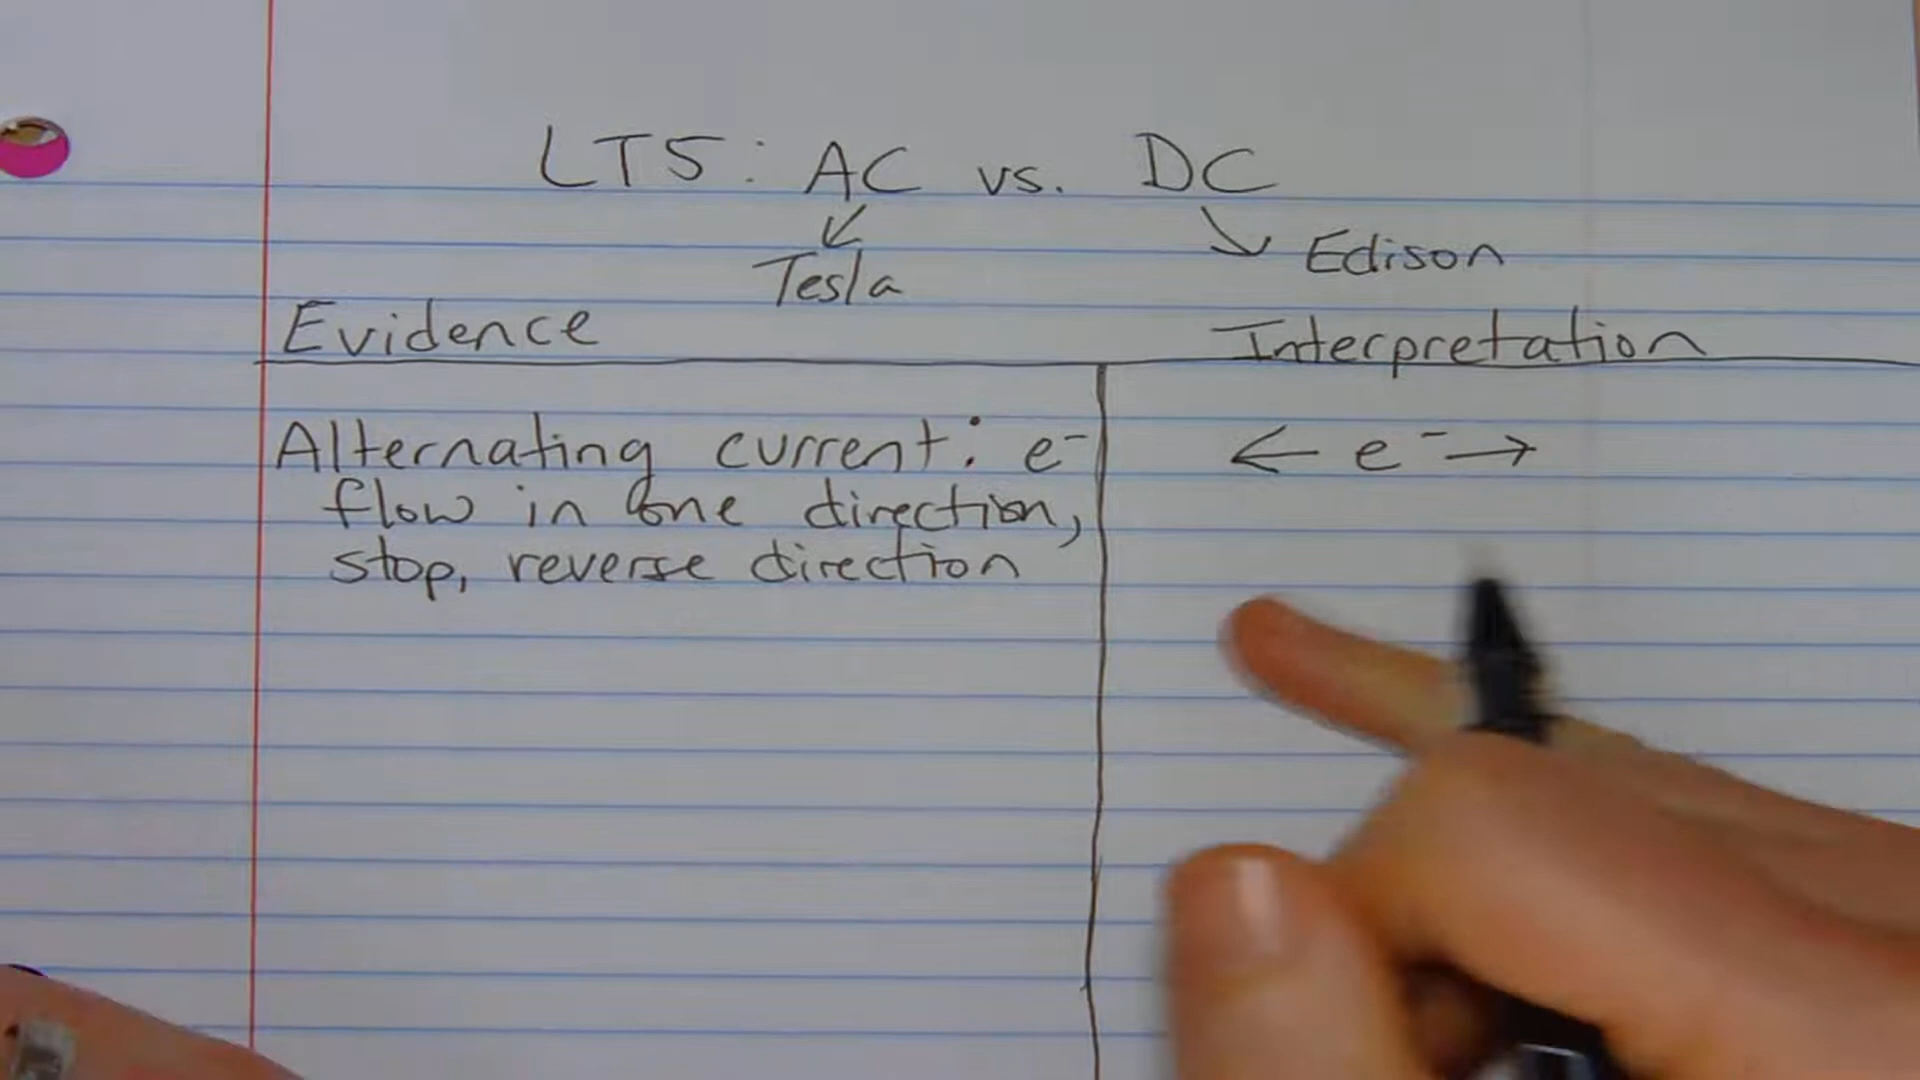 LT5: AC vs. DC
↙ ↘ Edison
Tesla
Evidence Interpretation
Alternating current: e⁻ ← e⁻ →
flow in one direction,
stop, reverse direction